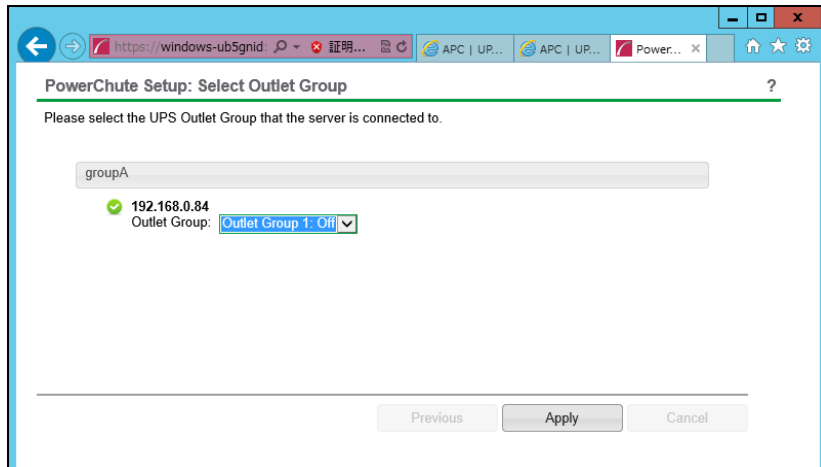 https://windows-ub5gnid:
証明...
APC | UP...
APC | UP...
Power...
PowerChute Setup: Select Outlet Group
?
Please select the UPS Outlet Group that the server is connected to.
groupA
192.168.0.84
Outlet Group: Outlet Group 1: Off
Previous Apply Cancel